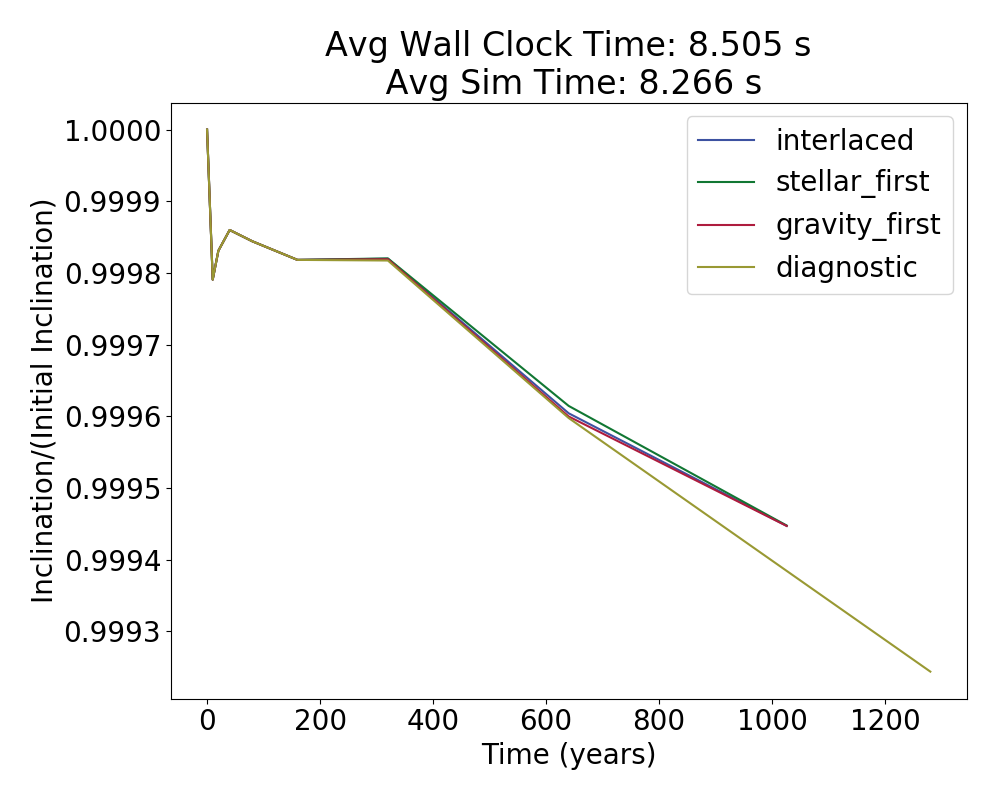 Avg Wall Clock Time: 8.505 s
Avg Sim Time: 8.266 s
Inclination/(Initial Inclination)
1.0000
0.9999
0.9998
0.9997
0.9996
0.9995
0.9994
0.9993
interlaced
stellar_first
gravity_first
diagnostic
0 200 400 600 800 1000 1200
Time (years)